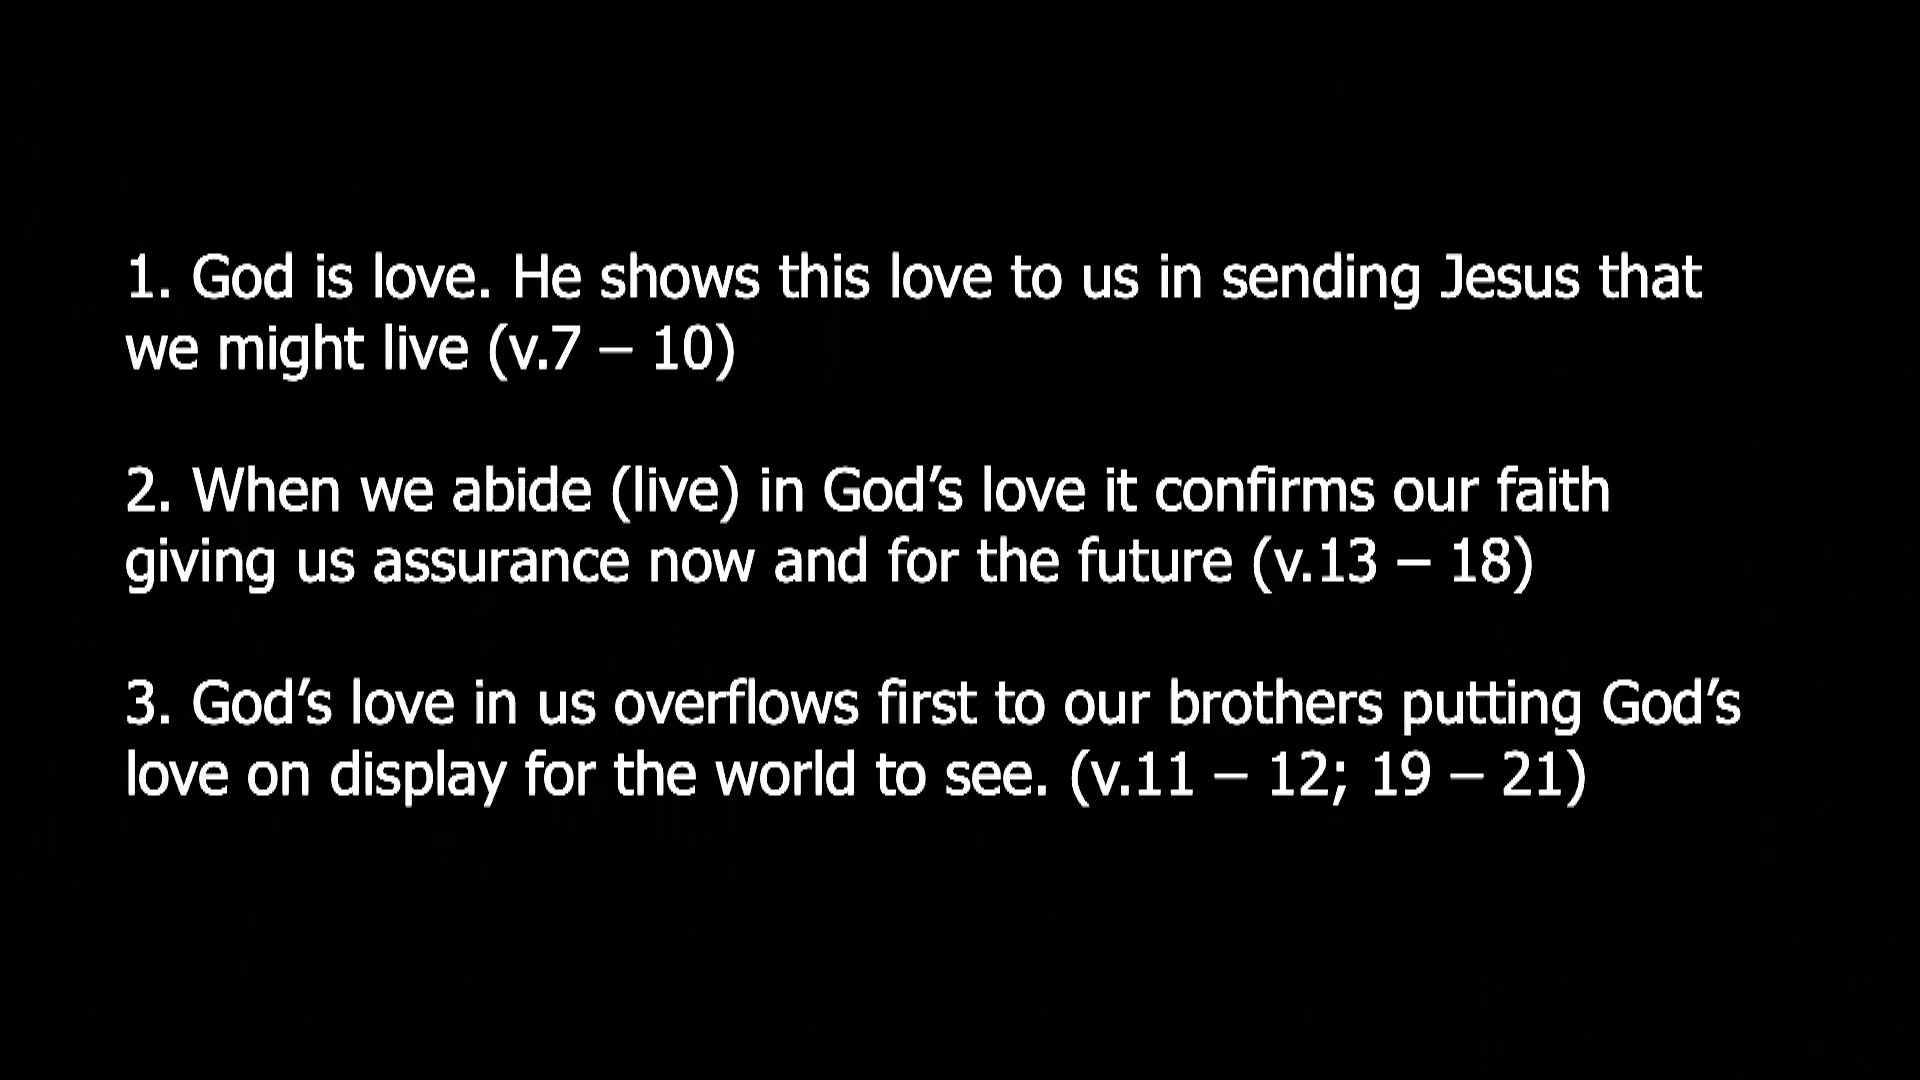 1. God is love. He shows this love to us in sending Jesus that
we might live (v.7 – 10)
2. When we abide (live) in God’s love it confirms our faith
giving us assurance now and for the future (v.13 – 18)
3. God’s love in us overflows first to our brothers putting God’s
love on display for the world to see. (v.11 – 12; 19 – 21)